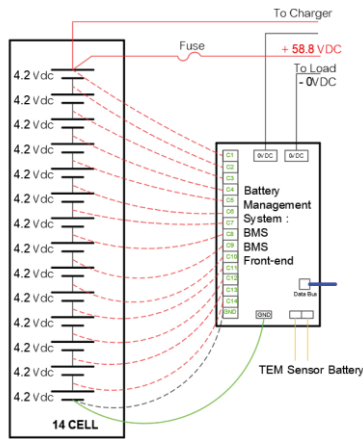 To Charger
Fuse
+ 58.8 VDC
To Load
- 0VDC
4.2 Vdc
4.2 Vdc
4.2 Vdc
4.2 Vdc
4.2 Vdc
4.2 Vdc
4.2 Vdc
4.2 Vdc
4.2 Vdc
4.2 Vdc
4.2 Vdc
4.2 Vdc
4.2 Vdc
4.2 Vdc
14 CELL
C1
C2
C3
C4
C5
C6
C7
C8
C9
C10
C11
C12
C13
C14
GND
0VDC
0VDC
Battery
Management
System :
BMS
BMS
Front-end
Data Bus
GND
TEM Sensor Battery